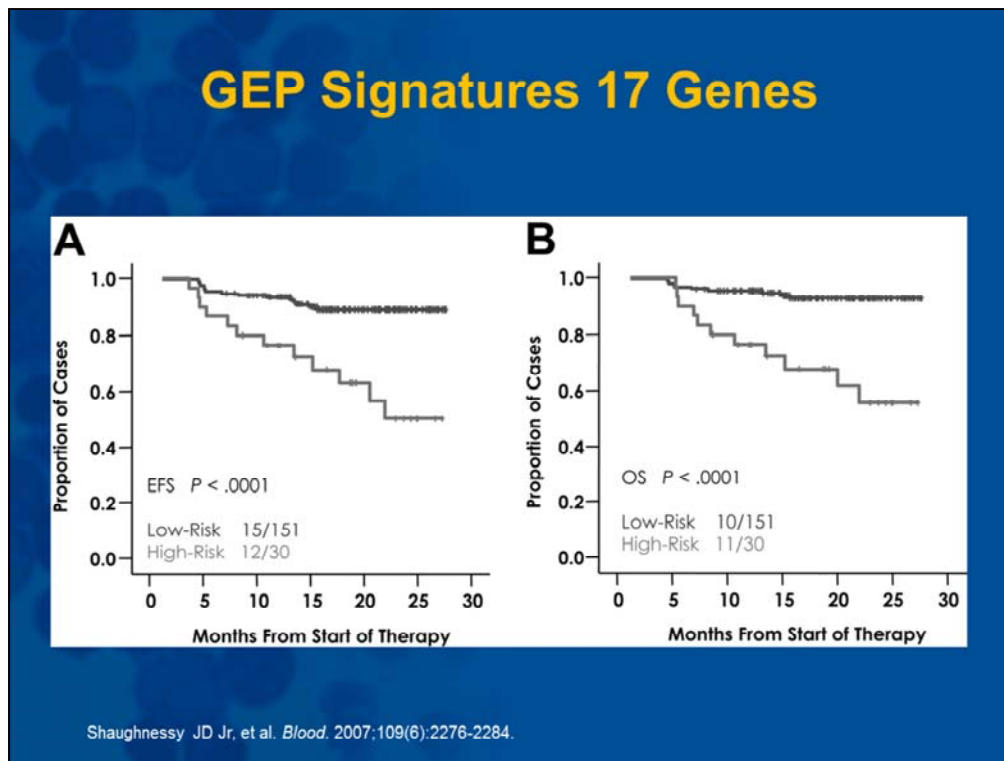 GEP Signatures 17 Genes
A
Proportion of Cases
1.0
0.8
0.6
0.4
0.2
0.0
EFS P < .0001
Low-Risk 15/151
High-Risk 12/30
0 5 10 15 20 25 30
Months From Start of Therapy
B
Proportion of Cases
1.0
0.8
0.6
0.4
0.2
0.0
OS P < .0001
Low-Risk 10/151
High-Risk 11/30
0 5 10 15 20 25 30
Months From Start of Therapy
Shaughnessy JD Jr, et al. Blood. 2007;109(6):2276-2284.